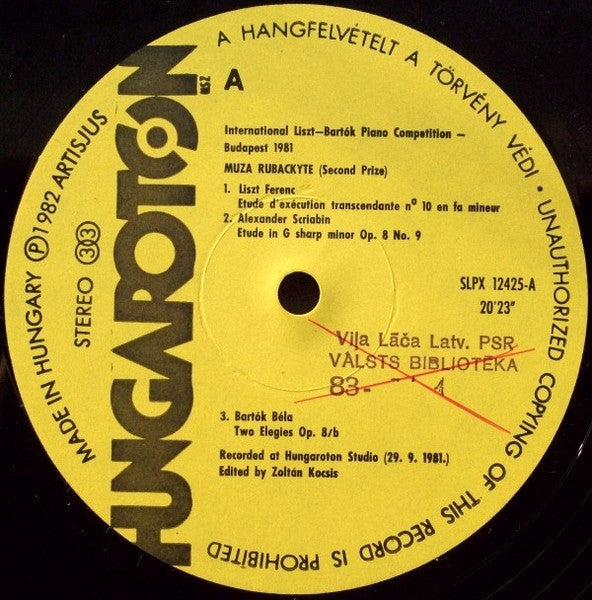 A HANGFELVÉTELT A TÖRVÉNY VÉDI • UNAUTHORIZED COPYING OF THIS RECORD IS PROHIBITED
MADE IN HUNGARY Ⓟ 1982 ARTISJUS
STEREO 33
HUNGAROTON
MSZ
A
International Liszt–Bartók Piano Competition –
Budapest 1981
MUZA RUBACKYTE (Second Prize)
1. Liszt Ferenc
Etude d'exécution transcendante nº 10 en fa mineur
2. Alexander Scriabin
Etude in G sharp minor Op. 8 No. 9
SLPX 12425-A
20'23"
Viļa Lāča Latv. PSR
VALSTS BIBLIOTĒKA
83-
3. Bartók Béla
Two Elegies Op. 8/b
Recorded at Hungaroton Studio (29. 9. 1981.)
Edited by Zoltán Kocsis